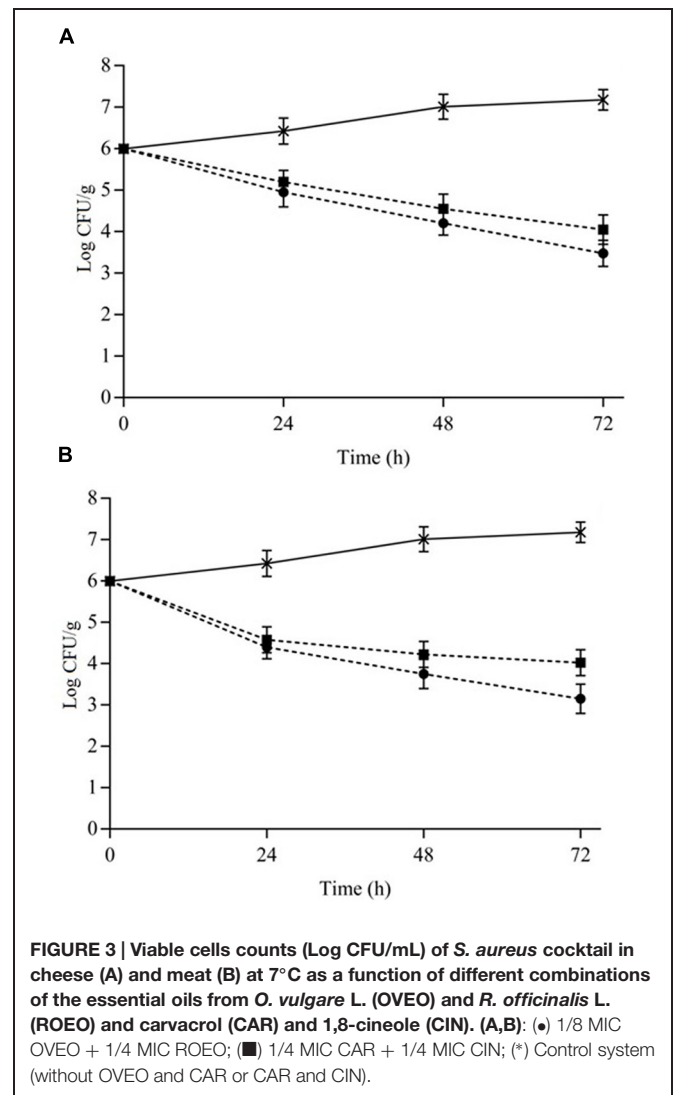 A
8
7
6
5
4
3
2
1
0
Log CFU/g
0 24 48 72
Time (h)
B
8
7
6
5
4
3
2
1
0
Log CFU/g
0 24 48 72
Time (h)
FIGURE 3 | Viable cells counts (Log CFU/mL) of S. aureus cocktail in
cheese (A) and meat (B) at 7°C as a function of different combinations
of the essential oils from O. vulgare L. (OVEO) and R. officinalis L.
(ROEO) and carvacrol (CAR) and 1,8-cineole (CIN). (A,B): (●) 1/8 MIC
OVEO + 1/4 MIC ROEO; (■) 1/4 MIC CAR + 1/4 MIC CIN; (*) Control system
(without OVEO and CAR or CAR and CIN).